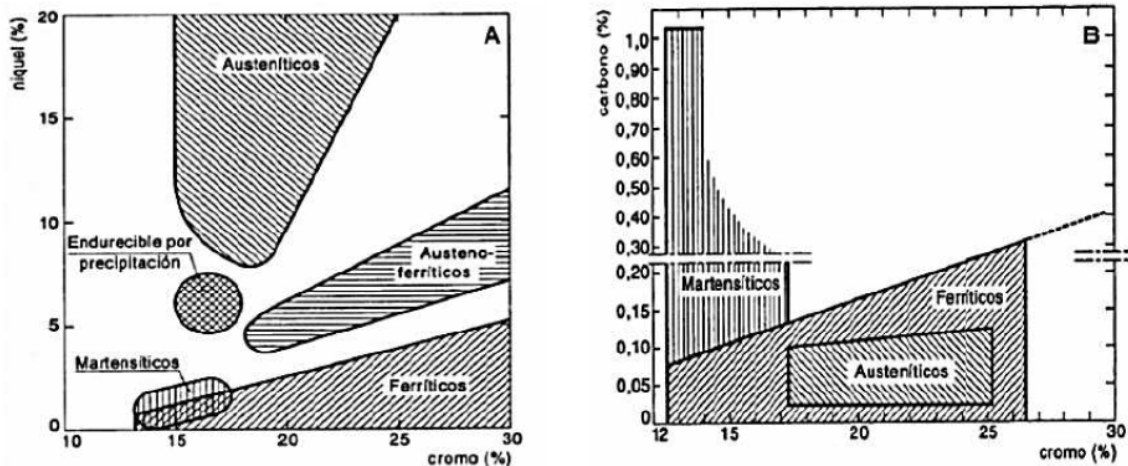 niquel (%)
20
15
10
5
0
A
Austeníticos
Endurecible por
precipitación
Austeno-
ferríticos
Martensíticos
Ferríticos
10
15
20
25
30
cromo (%)
carbono (%)
1,0
0,90
0,80
0,70
0,60
0,50
0,40
0,30
0,20
0,15
0,10
0,05
0
B
Martensíticos
Ferríticos
Austeníticos
12
15
20
25
30
cromo (%)